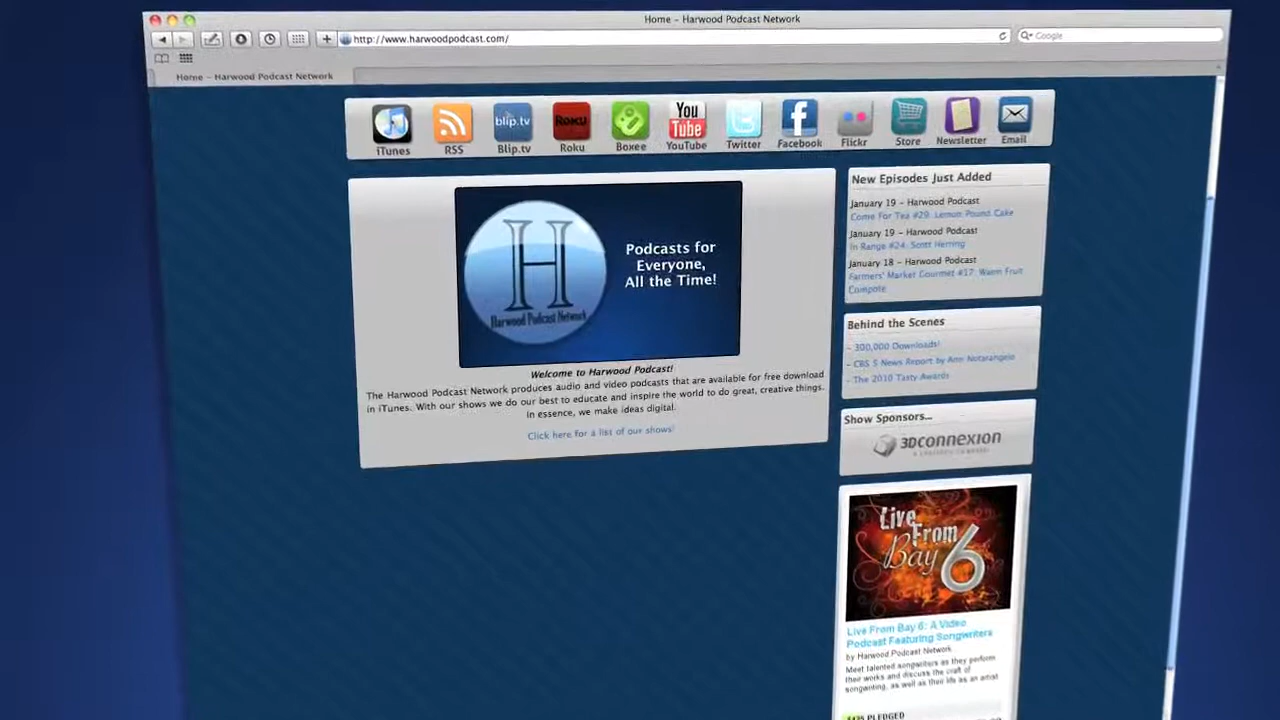 Home – Harwood Podcast Network
http://www.harwoodpodcast.com/
Google
Home – Harwood Podcast Network
iTunes
RSS
blip.tv
Blip.tv
ROKU
Roku
Boxee
You
Tube
YouTube
Twitter
Facebook
Flickr
Store
Newsletter
Email
H
Harwood Podcast Network
Podcasts for
Everyone,
All the Time!
Welcome to Harwood Podcast!
The Harwood Podcast Network produces audio and video podcasts that are available for free download
in iTunes. With our shows we do our best to educate and inspire the world to do great, creative things.
in essence, we make ideas digital.
Click here for a list of our shows!
New Episodes Just Added
January 19 – Harwood Podcast
Come For Tea #29: Lemon Pound Cake
January 19 – Harwood Podcast
In Range #24: Scott Herring
January 18 – Harwood Podcast
Farmers' Market Gourmet #17: Warm Fruit
Compote
Behind the Scenes
– 300,000 Downloads!
– CBS 5 News Report by Ann Notarangelo
– The 2010 Tasty Awards
Show Sponsors...
3DCONNEXION
Live
From
Bay 6
Live From Bay 6: A Video
Podcast Featuring Songwriters
by Harwood Podcast Network
Meet talented songwriters as they perform
their works and discuss the craft of
songwriting, as well as their life as an artist
PLEDGED